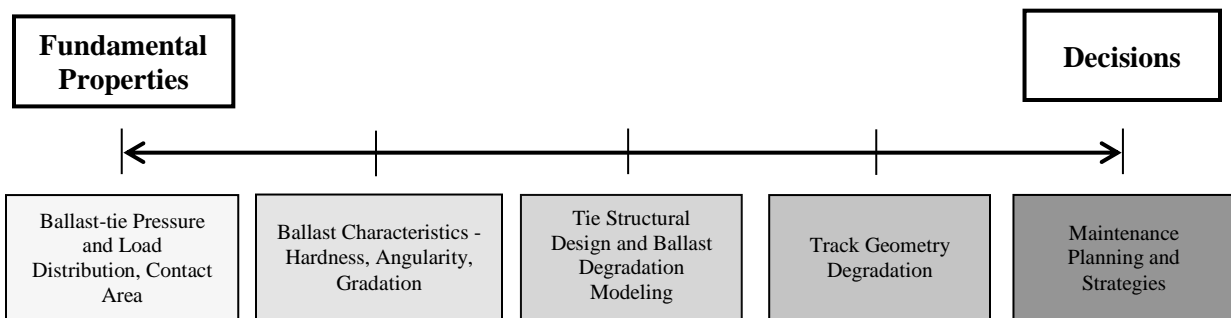 Fundamental
Properties
Decisions
Ballast-tie Pressure
and Load
Distribution, Contact
Area
Ballast Characteristics -
Hardness, Angularity,
Gradation
Tie Structural
Design and Ballast
Degradation
Modeling
Track Geometry
Degradation
Maintenance
Planning and
Strategies